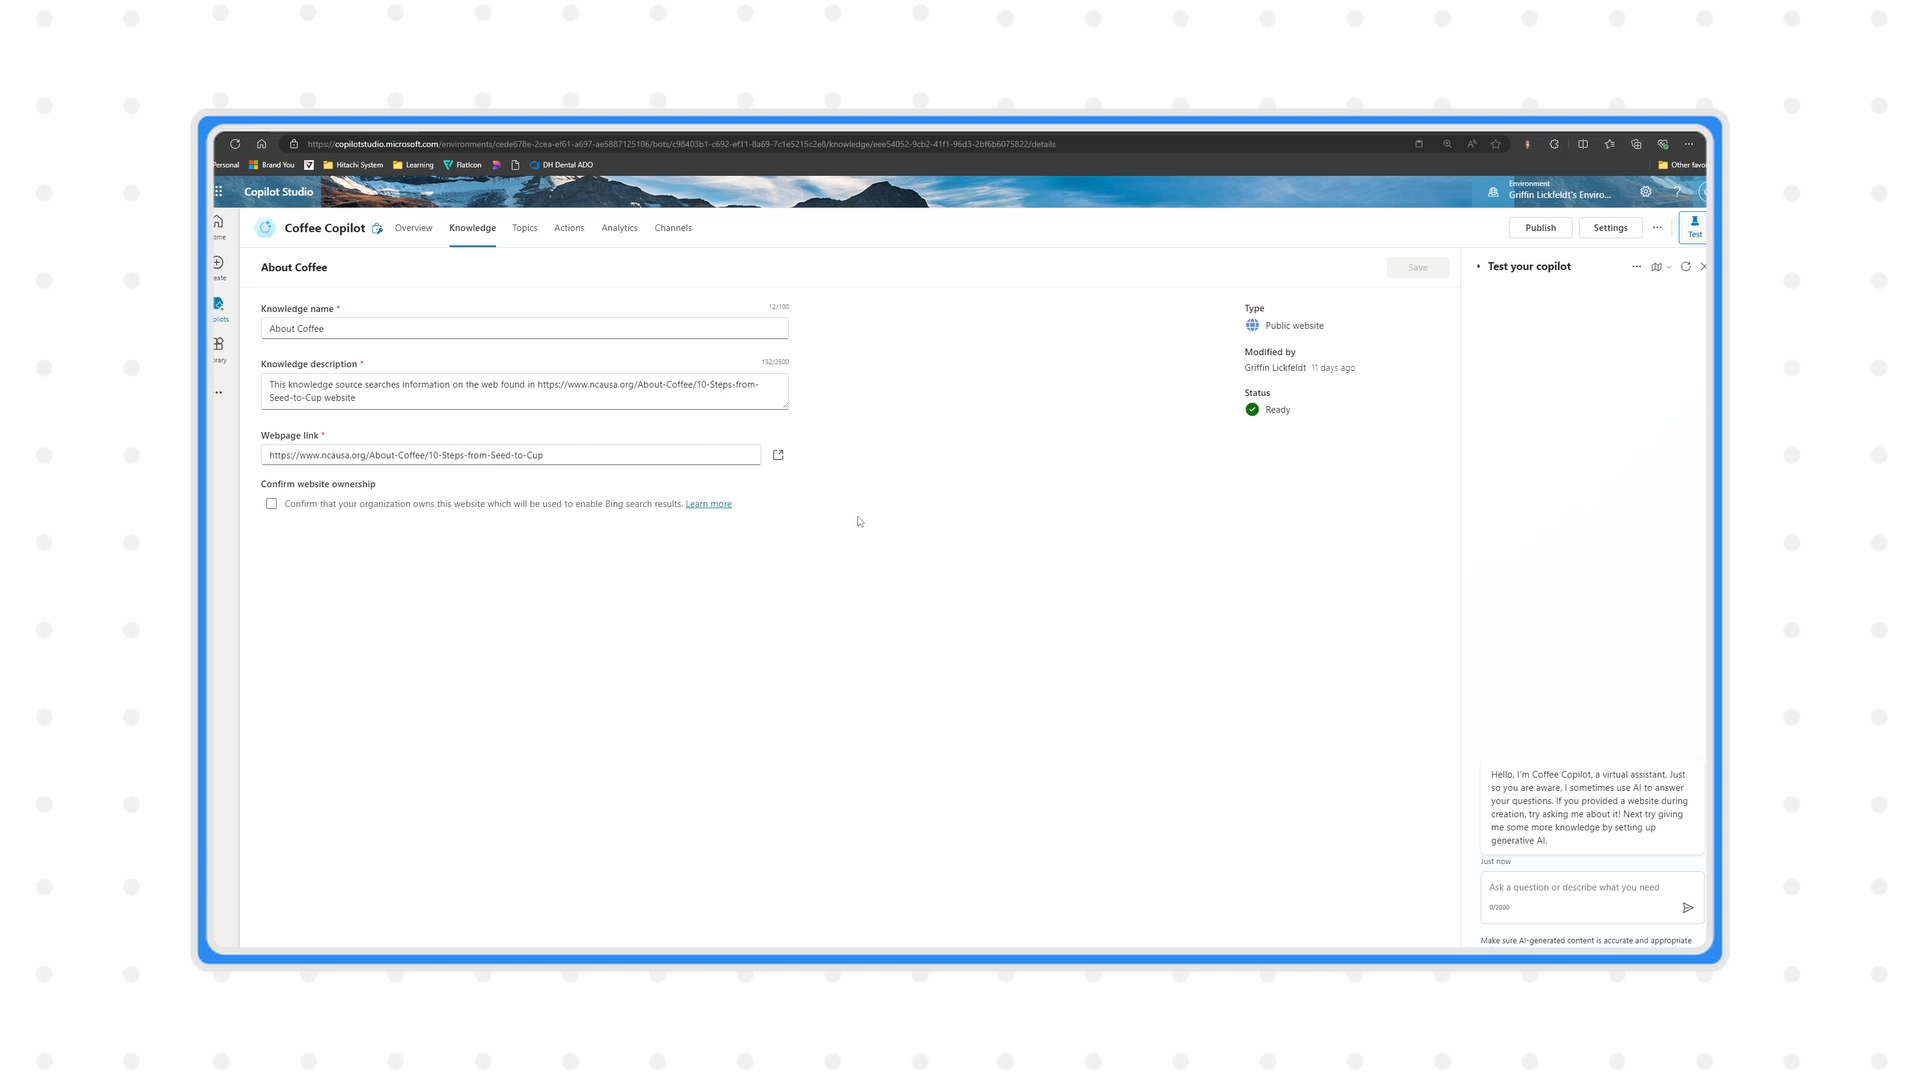 https://copilotstudio.microsoft.com/environments/cede678e-2cea-ef61-a697-ae5887125106/bots/c98403b1-c692-ef11-8a69-7c1e5215c2e8/knowledge/eee54052-9cb2-41f1-96d3-2bf6b6075822/details
Personal Brand You Hitachi System Learning FlatIcon DH Dental ADO Other favor
Copilot Studio
Environment
Griffin Lickfeldt's Enviro...
Coffee Copilot Overview Knowledge Topics Actions Analytics Channels Publish Settings Test
About Coffee Save Test your copilot
Knowledge name * 12/100
About Coffee
Knowledge description * 132/2500
This knowledge source searches information on the web found in https://www.ncausa.org/About-Coffee/10-Steps-from-
Seed-to-Cup website
Webpage link *
https://www.ncausa.org/About-Coffee/10-Steps-from-Seed-to-Cup
Confirm website ownership
Confirm that your organization owns this website which will be used to enable Bing search results. Learn more
Type
Public website
Modified by
Griffin Lickfeldt 11 days ago
Status
Ready
Hello, I'm Coffee Copilot, a virtual assistant. Just
so you are aware, I sometimes use AI to answer
your questions. If you provided a website during
creation, try asking me about it! Next try giving
me some more knowledge by setting up
generative AI.
Just now
Ask a question or describe what you need
0/2000
Make sure AI-generated content is accurate and appropriate